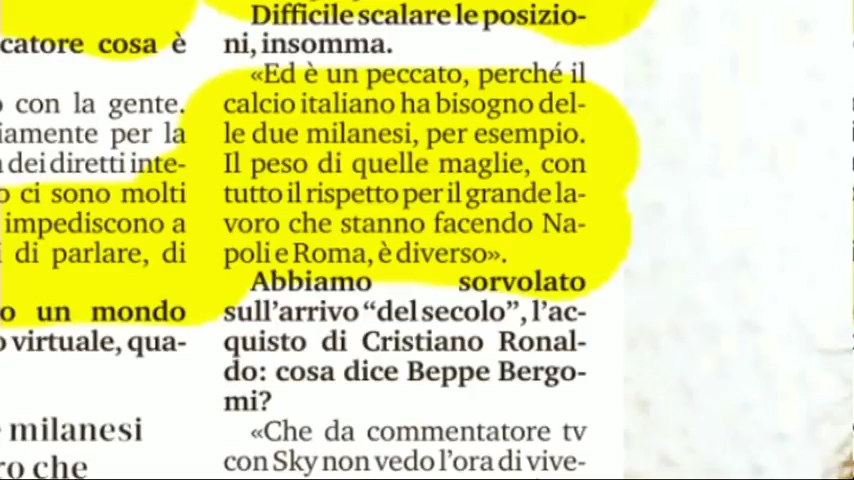 catore cosa è
con la gente.
per la
dei diretti inte-
ci sono molti
impediscono a
di parlare, di
un mondo
virtuale, qua-
milanesi
che
Difficile scalare le posizio-
ni, insomma.
«Ed è un peccato, perché il
calcio italiano ha bisogno del-
le due milanesi, per esempio.
Il peso di quelle maglie, con
tutto il rispetto per il grande la-
voro che stanno facendo Na-
poli e Roma, è diverso».
Abbiamo sorvolato
sull'arrivo “del secolo”, l'ac-
quisto di Cristiano Ronal-
do: cosa dice Beppe Bergo-
mi?
«Che da commentatore tv
con Sky non vedo l'ora di vive-